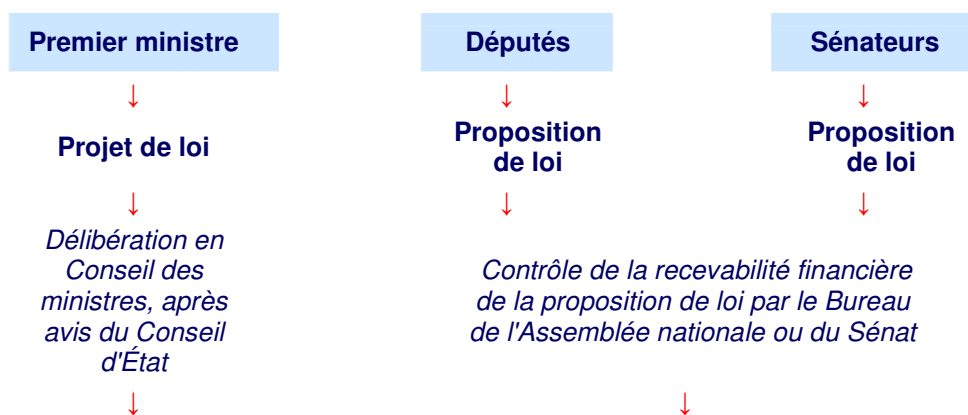 Premier ministre
Députés
Sénateurs
↓
↓
↓
Projet de loi
Proposition
de loi
Proposition
de loi
↓
↓
↓
Délibération en
Conseil des
ministres, après
avis du Conseil
d'État
Contrôle de la recevabilité financière
de la proposition de loi par le Bureau
de l'Assemblée nationale ou du Sénat
↓
↓